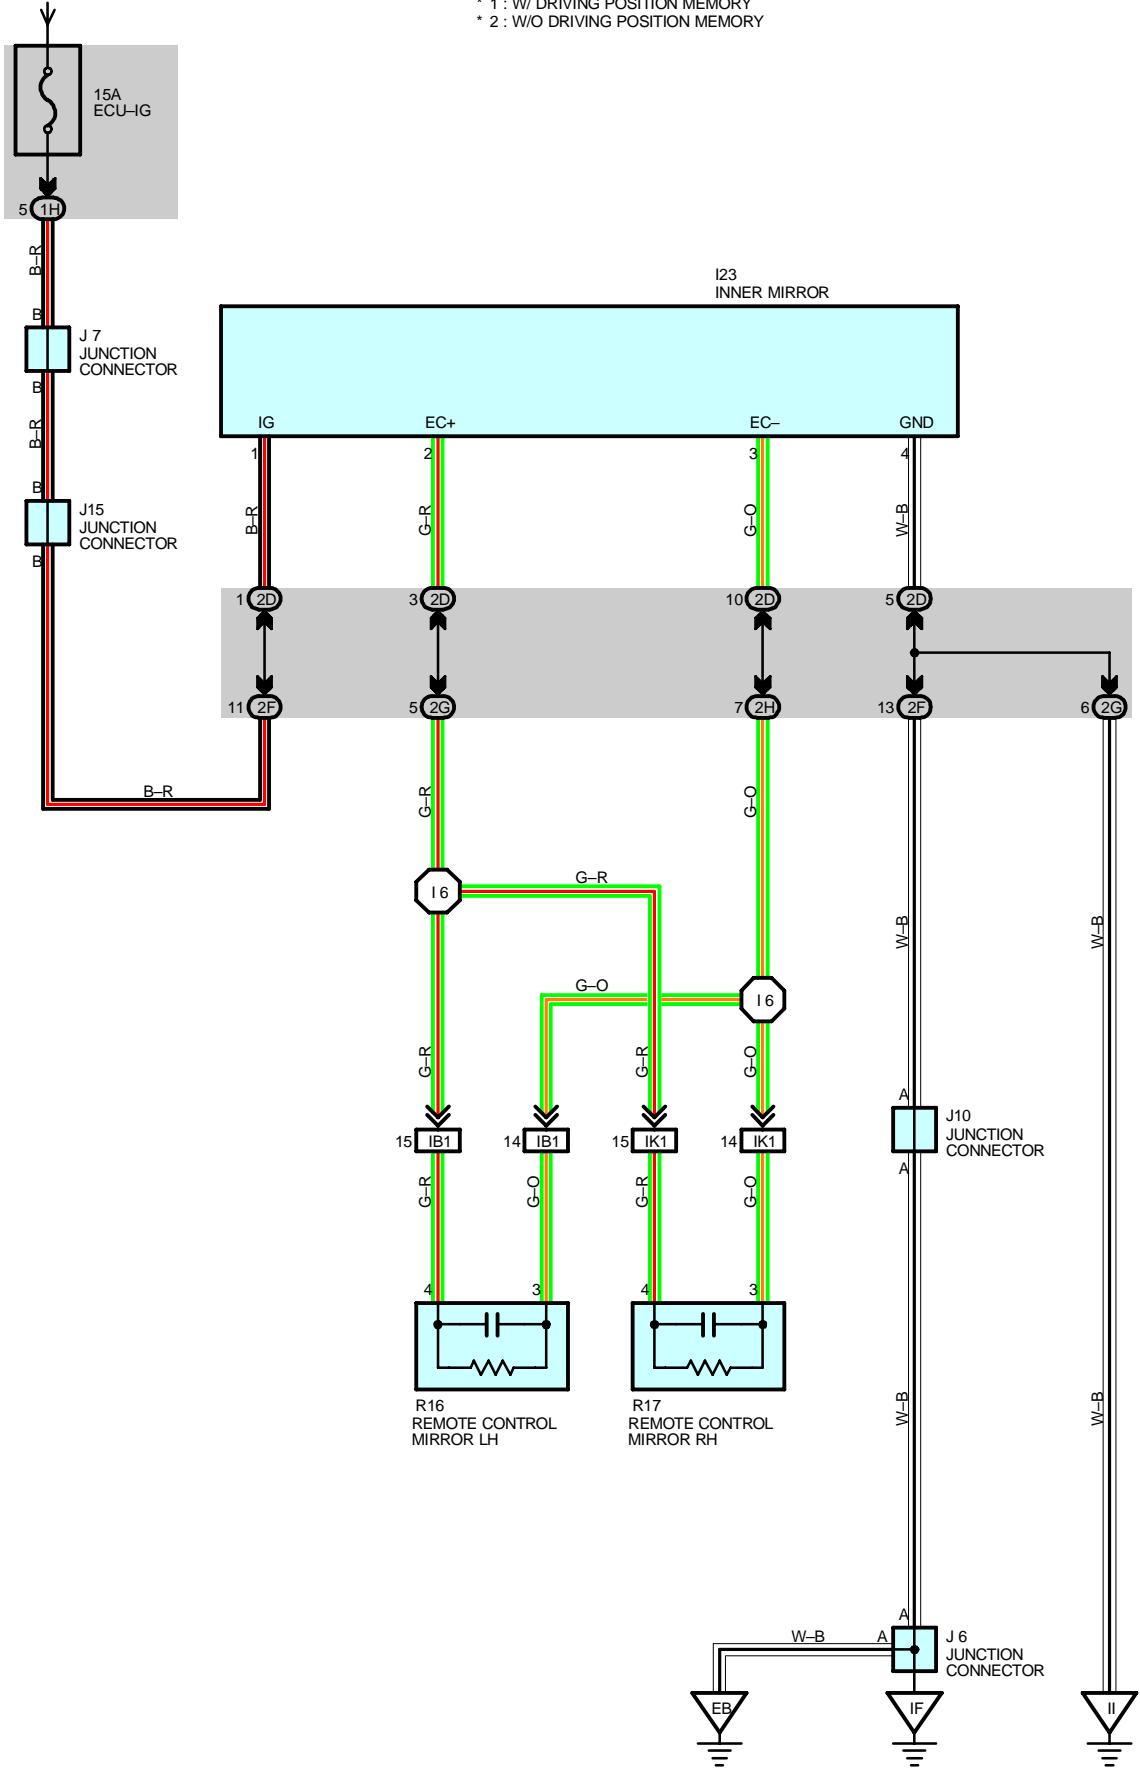 * 1 : W/ DRIVING POSITION MEMORY
* 2 : W/O DRIVING POSITION MEMORY
15A
ECU–IG
5 1H
B–R
B
J 7
JUNCTION
CONNECTOR
B
B–R
B
J15
JUNCTION
CONNECTOR
B
B–R
I23
INNER MIRROR
IG
EC+
EC–
GND
1
2
3
4
B–R
G–R
G–O
W–B
1 2D
3 2D
10 2D
5 2D
11 2F
5 2G
7 2H
13 2F
6 2G
G–R
G–O
I 6
G–R
W–B
W–B
G–O
I 6
G–R
G–R
G–O
A
J10
JUNCTION
CONNECTOR
A
15 IB1
14 IB1
15 IK1
14 IK1
G–R
G–O
G–R
G–O
4
3
4
3
R16
REMOTE CONTROL
MIRROR LH
R17
REMOTE CONTROL
MIRROR RH
W–B
W–B
A
W–B
A
J 6
JUNCTION
CONNECTOR
EB
IF
II